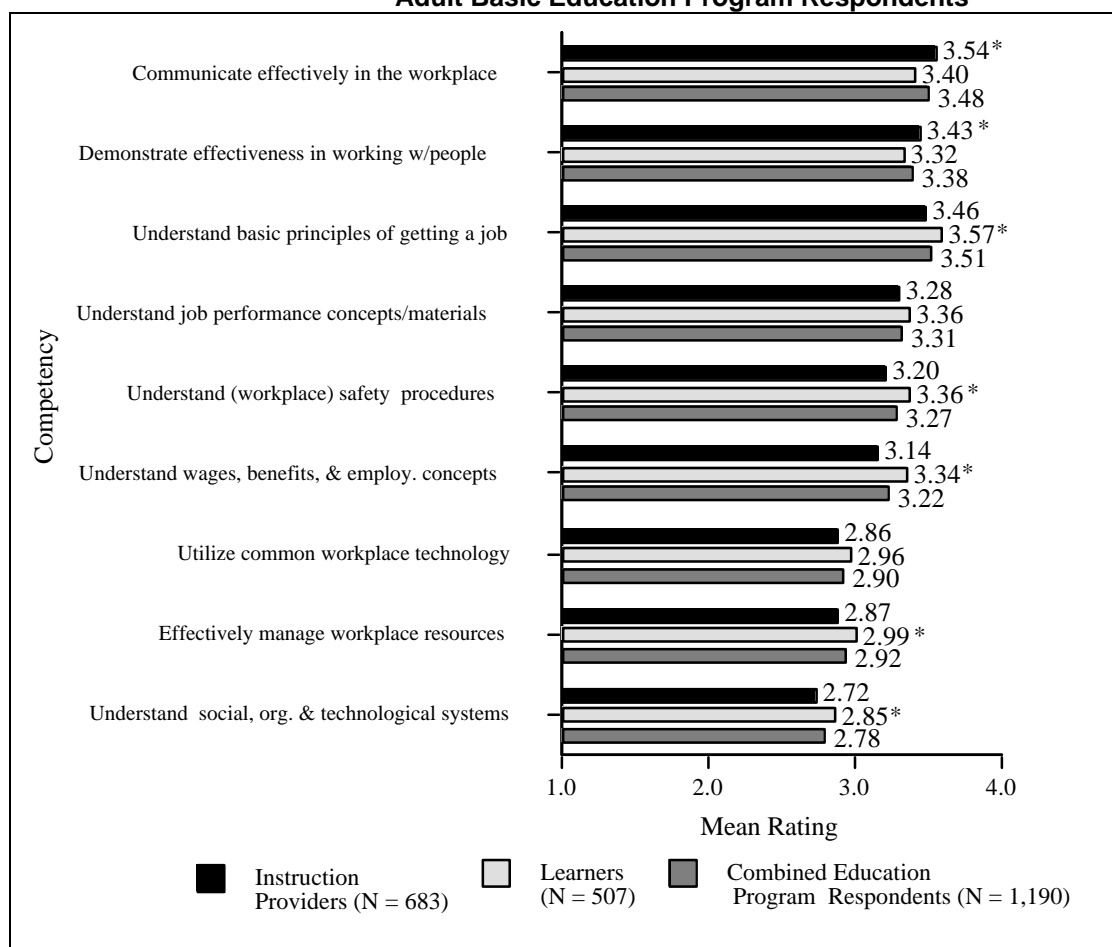 Adult Basic Education Program Respondents
Communicate effectively in the workplace
3.54*
3.40
3.48
Demonstrate effectiveness in working w/people
3.43*
3.32
3.38
Understand basic principles of getting a job
3.46
3.57*
3.51
Understand job performance concepts/materials
3.28
3.36
3.31
Understand (workplace) safety procedures
3.20
3.36*
3.27
Understand wages, benefits, & employ. concepts
3.14
3.34*
3.22
Utilize common workplace technology
2.86
2.96
2.90
Effectively manage workplace resources
2.87
2.99*
2.92
Understand social, org. & technological systems
2.72
2.85*
2.78
Competency
1.0 2.0 3.0 4.0
Mean Rating
Instruction
Providers (N = 683)
Learners
(N = 507)
Combined Education
Program Respondents (N = 1,190)